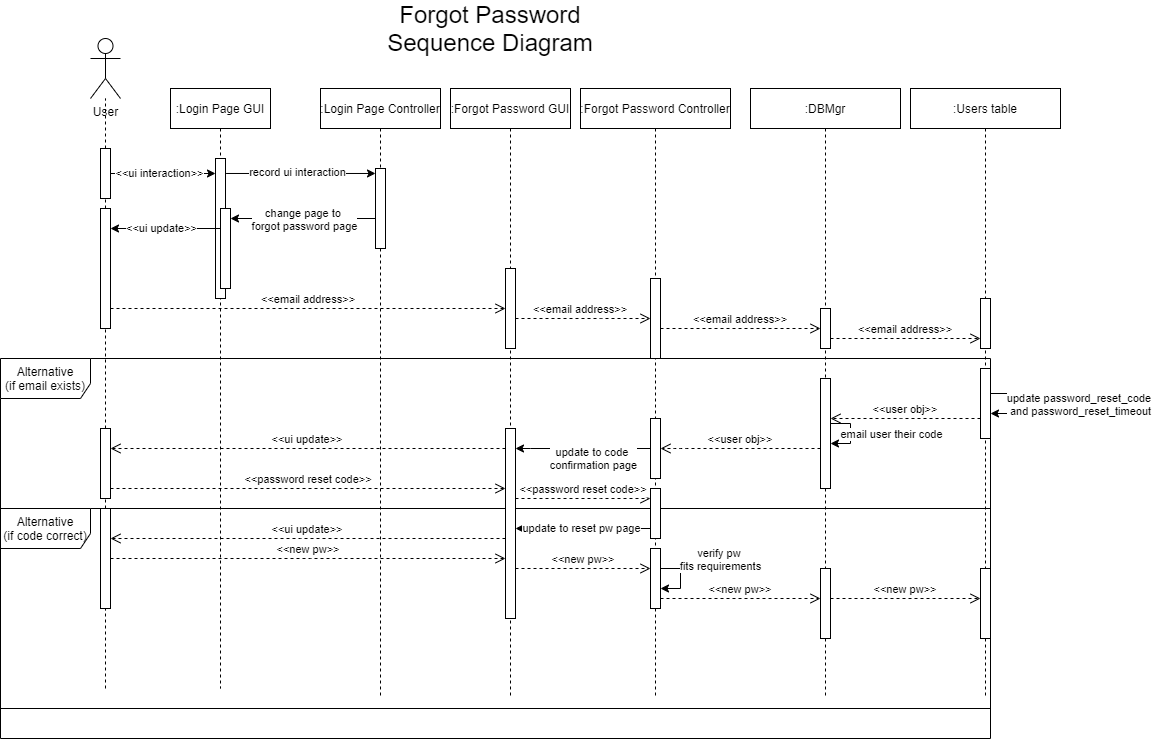 Forgot Password
Sequence Diagram
User
:Login Page GUI
:Login Page Controller
:Forgot Password GUI
:Forgot Password Controller
:DBMgr
:Users table
<<ui interaction>>
record ui interaction
change page to
forgot password page
<<ui update>>
<<email address>>
<<email address>>
<<email address>>
<<email address>>
Alternative
(if email exists)
update password_reset_code
and password_reset_timeout
<<user obj>>
email user their code
<<user obj>>
update to code
confirmation page
<<ui update>>
<<password reset code>>
<<password reset code>>
Alternative
(if code correct)
update to reset pw page
<<ui update>>
<<new pw>>
<<new pw>>
verify pw
fits requirements
<<new pw>>
<<new pw>>